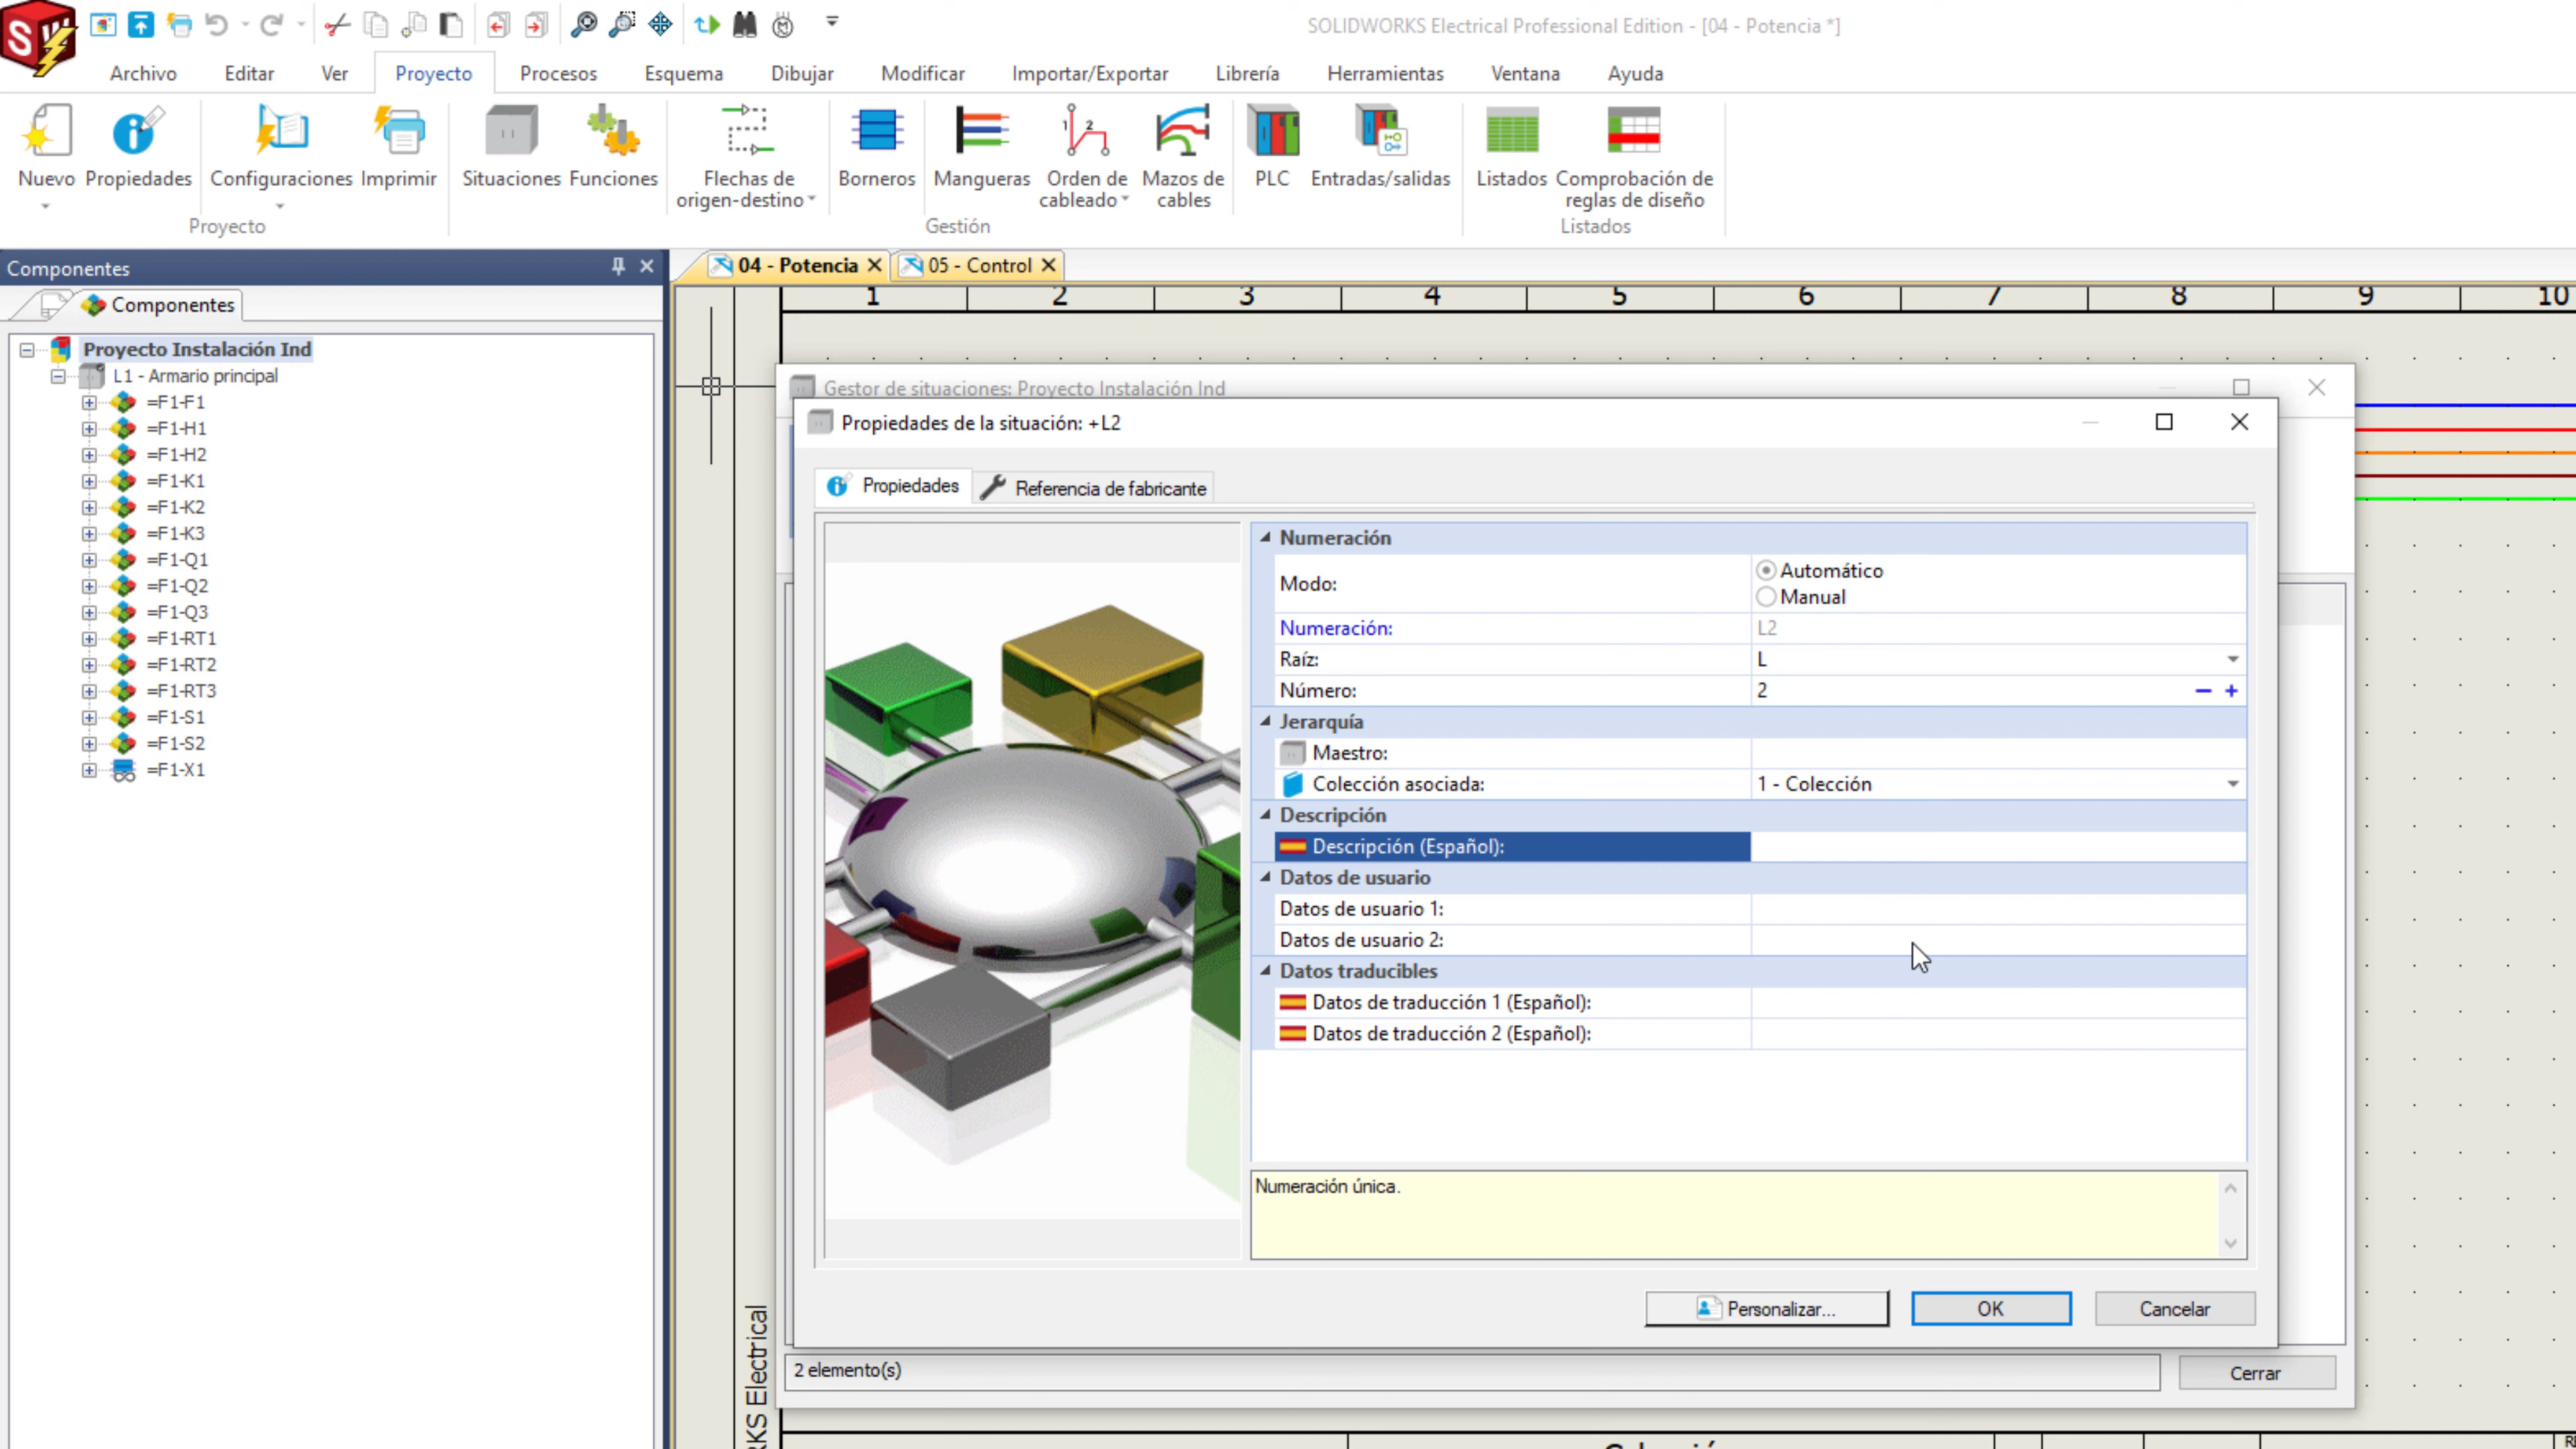 SOLIDWORKS Electrical Professional Edition - [04 - Potencia *]
Archivo Editar Ver Proyecto Procesos Esquema Dibujar Modificar Importar/Exportar Librería Herramientas Ventana Ayuda
Nuevo Propiedades Configuraciones Imprimir Situaciones Funciones Flechas de origen-destino Borneros Mangueras Orden de cableado Mazos de cables PLC Entradas/salidas Listados Comprobación de reglas de diseño
Proyecto Gestión Listados
Componentes
04 - Potencia 05 - Control
Componentes
1 2 3 4 5 6 7 8 9 10
Proyecto Instalación Ind
L1 - Armario principal
=F1-F1
=F1-H1
=F1-H2
=F1-K1
=F1-K2
=F1-K3
=F1-Q1
=F1-Q2
=F1-Q3
=F1-RT1
=F1-RT2
=F1-RT3
=F1-S1
=F1-S2
=F1-X1
Gestor de situaciones: Proyecto Instalación Ind
Propiedades de la situación: +L2
Propiedades Referencia de fabricante
Numeración
Modo: Automático
Manual
Numeración: L2
Raíz: L
Número: 2
Jerarquía
Maestro:
Colección asociada: 1 - Colección
Descripción
Descripción (Español):
Datos de usuario
Datos de usuario 1:
Datos de usuario 2:
Datos traducibles
Datos de traducción 1 (Español):
Datos de traducción 2 (Español):
Numeración única.
Personalizar... OK Cancelar
2 elemento(s)
Cerrar
Electrical